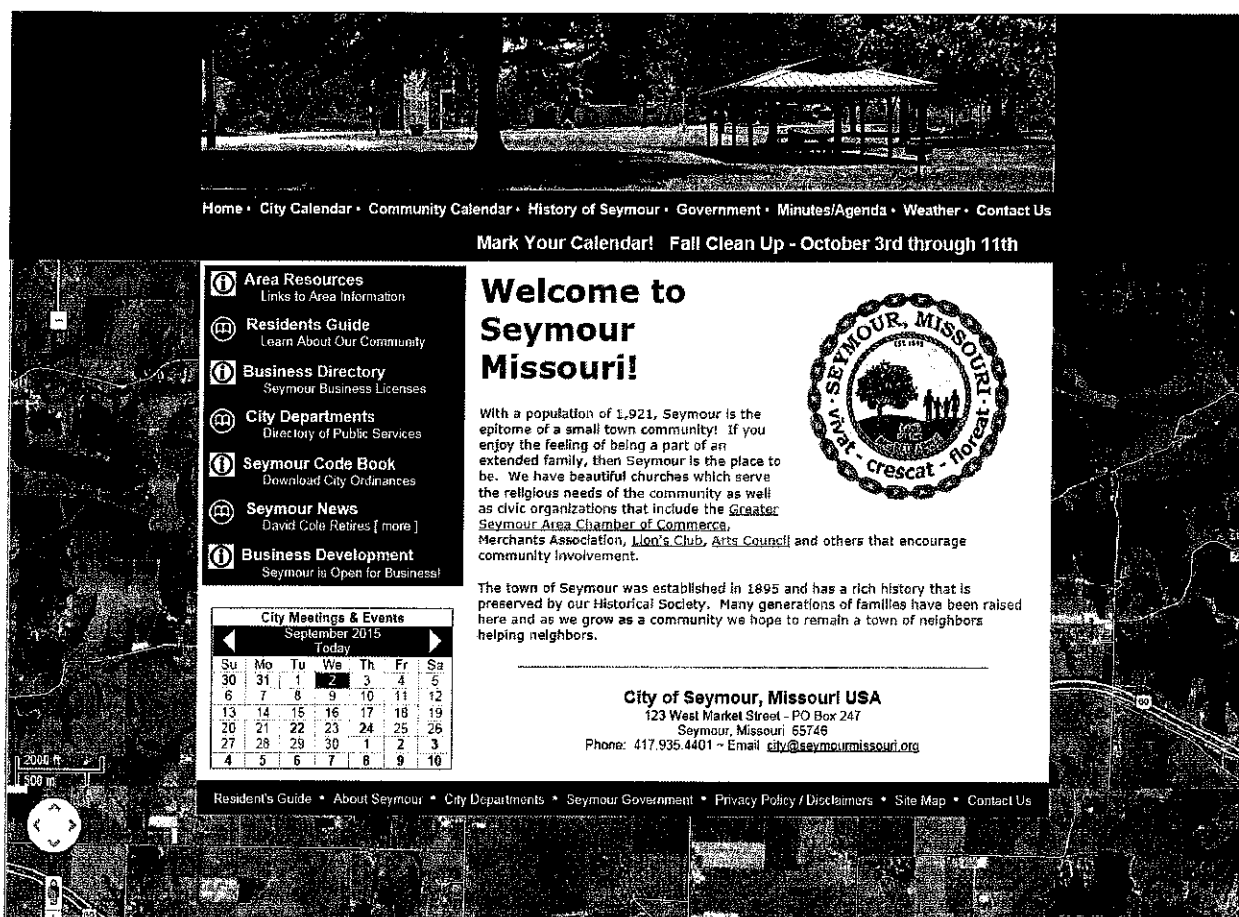 Home • City Calendar • Community Calendar • History of Seymour • Government • Minutes/Agenda • Weather • Contact Us
Mark Your Calendar! Fall Clean Up - October 3rd through 11th
Area Resources
Links to Area Information
Residents Guide
Learn About Our Community
Business Directory
Seymour Business Licenses
City Departments
Directory of Public Services
Seymour Code Book
Download City Ordinances
Seymour News
David Cole Retires [ more ]
Business Development
Seymour is Open for Business!
City Meetings & Events
September 2015
Today
Su Mo Tu We Th Fr Sa
30 31 1 2 3 4 5
6 7 8 9 10 11 12
13 14 15 16 17 18 19
20 21 22 23 24 25 26
27 28 29 30 1 2 3
4 5 6 7 8 9 10
Welcome to
Seymour
Missouri!
SEYMOUR, MISSOURI
EST 1895
vivat - crescat - floreat
With a population of 1,921, Seymour is the
epitome of a small town community! If you
enjoy the feeling of being a part of an
extended family, then Seymour is the place to
be. We have beautiful churches which serve
the religious needs of the community as well
as civic organizations that include the Greater
Seymour Area Chamber of Commerce,
Merchants Association, Lion's Club, Arts Council and others that encourage
community involvement.
The town of Seymour was established in 1895 and has a rich history that is
preserved by our Historical Society. Many generations of families have been raised
here and as we grow as a community we hope to remain a town of neighbors
helping neighbors.
City of Seymour, Missouri USA
123 West Market Street - PO Box 247
Seymour, Missouri 65746
Phone: 417.935.4401 ~ Email city@seymourmissouri.org
Resident's Guide • About Seymour • City Departments • Seymour Government • Privacy Policy / Disclaimers • Site Map • Contact Us
2000 ft
500 m
60